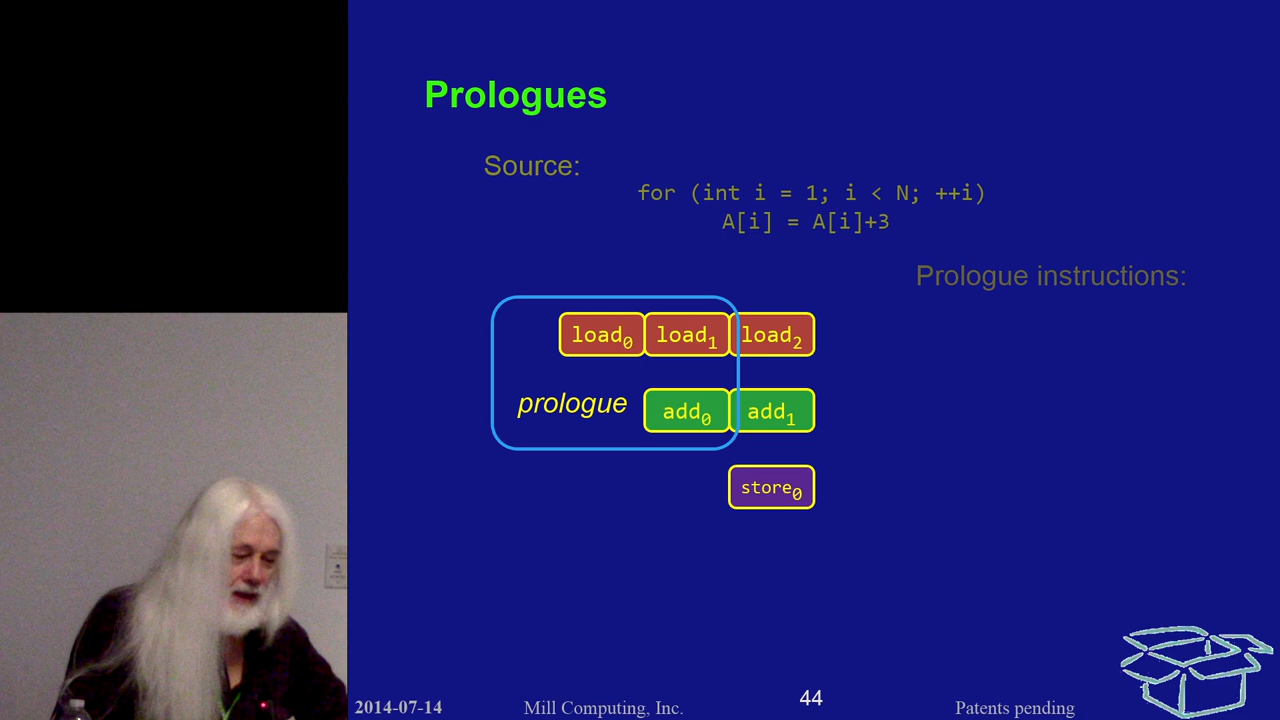 Prologues
Source:
for (int i = 1; i < N; ++i)
A[i] = A[i]+3
Prologue instructions:
load0 load1 load2
prologue add0 add1
store0
2014-07-14 Mill Computing, Inc. 44 Patents pending